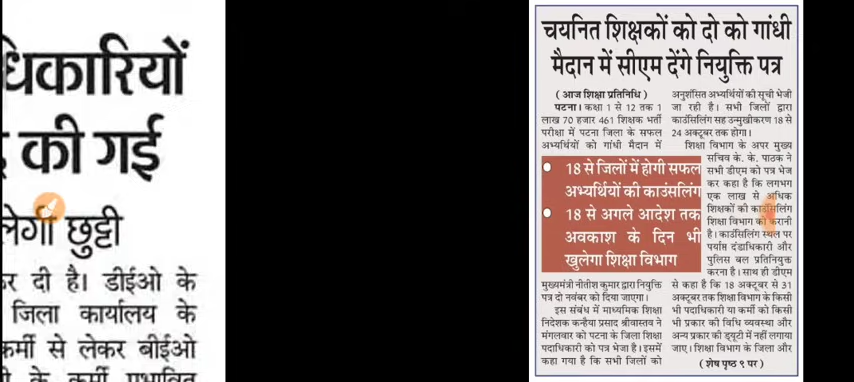 धिकारियों
की गई
लेगी छुट्टी
कर दी है। डीईओ के
जिला कार्यालय के
कर्मी से लेकर बीईओ
के कर्मी प्रभावित
चयनित शिक्षकों को दो को गांधी
मैदान में सीएम देंगे नियुक्ति पत्र
( आज शिक्षा प्रतिनिधि )
पटना। कक्षा 1 से 12 तक 1
लाख 70 हजार 461 शिक्षक भर्ती
परीक्षा में पटना जिला के सफल
अभ्यर्थियों को गांधी मैदान में
18 से जिलों में होगी सफल
अभ्यर्थियों की काउंसलिंग
18 से अगले आदेश तक
अवकाश के दिन भी
खुलेगा शिक्षा विभाग
मुख्यमंत्री नीतीश कुमार द्वारा नियुक्ति
पत्र दो नवंबर को दिया जाएगा।
इस संबंध में माध्यमिक शिक्षा
निदेशक कन्हैया प्रसाद श्रीवास्तव ने
मंगलवार को पटना के जिला शिक्षा
पदाधिकारी को पत्र भेजा है। इसमें
कहा गया है कि सभी जिलों को
अनुशंसित अभ्यर्थियों की सूची भेजी
जा रही है। सभी जिलों द्वारा
काउंसिलिंग सह उन्मुखीकरण 18 से
24 अक्टूबर तक होगा।
शिक्षा विभाग के अपर मुख्य
सचिव के. के. पाठक ने
सभी डीएम को पत्र भेज
कर कहा है कि लगभग
एक लाख से अधिक
शिक्षकों की काउंसिलिंग
शिक्षा विभाग को करानी
है। काउंसिलिंग स्थल पर
पर्याप्त दंडाधिकारी और
पुलिस बल प्रतिनियुक्त
करना है। साथ ही डीएम
से कहा है कि 18 अक्टूबर से 31
अक्टूबर तक शिक्षा विभाग के किसी
भी पदाधिकारी या कर्मी को किसी
भी प्रकार की विधि व्यवस्था और
अन्य प्रकार की ड्यूटी में नहीं लगाया
जाए। शिक्षा विभाग के जिला और
( शेष पृष्ठ ९ पर )